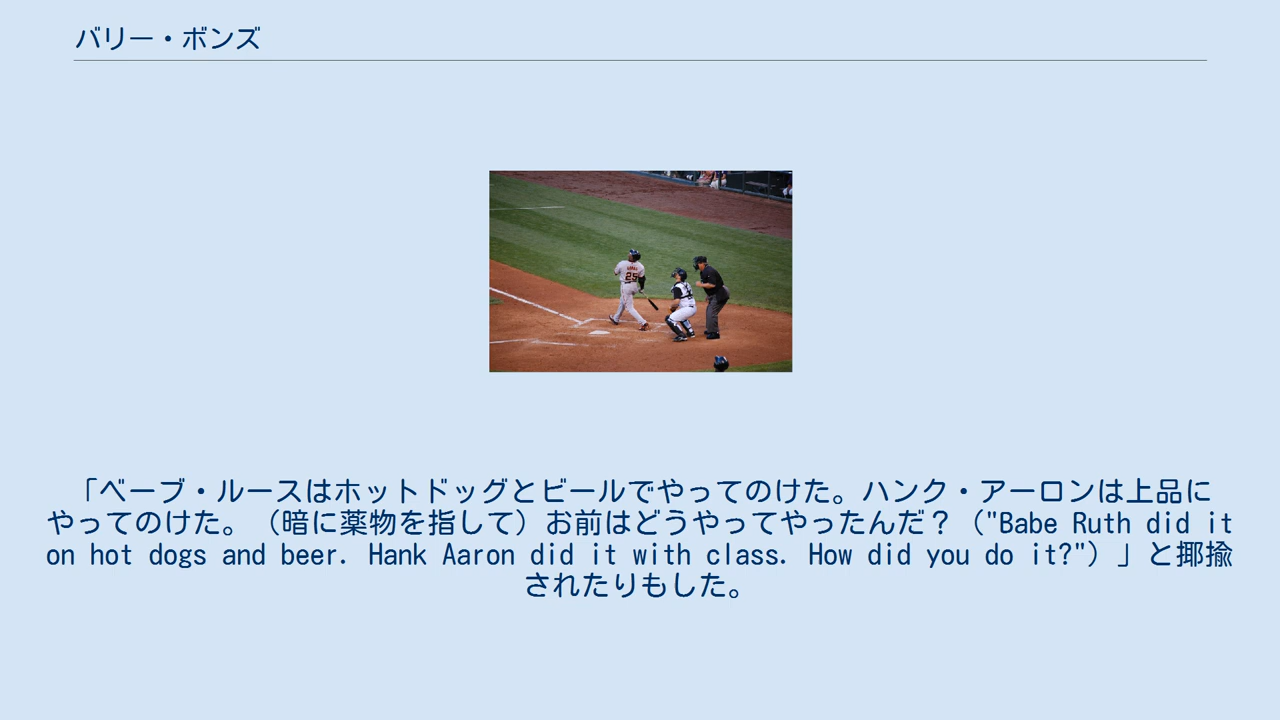 バリー・ボンズ
25
「ベーブ・ルースはホットドッグとビールでやってのけた。ハンク・アーロンは上品に
やってのけた。（暗に薬物を指して）お前はどうやってやったんだ？（"Babe Ruth did it
on hot dogs and beer. Hank Aaron did it with class. How did you do it?"）」と揶揄
されたりもした。